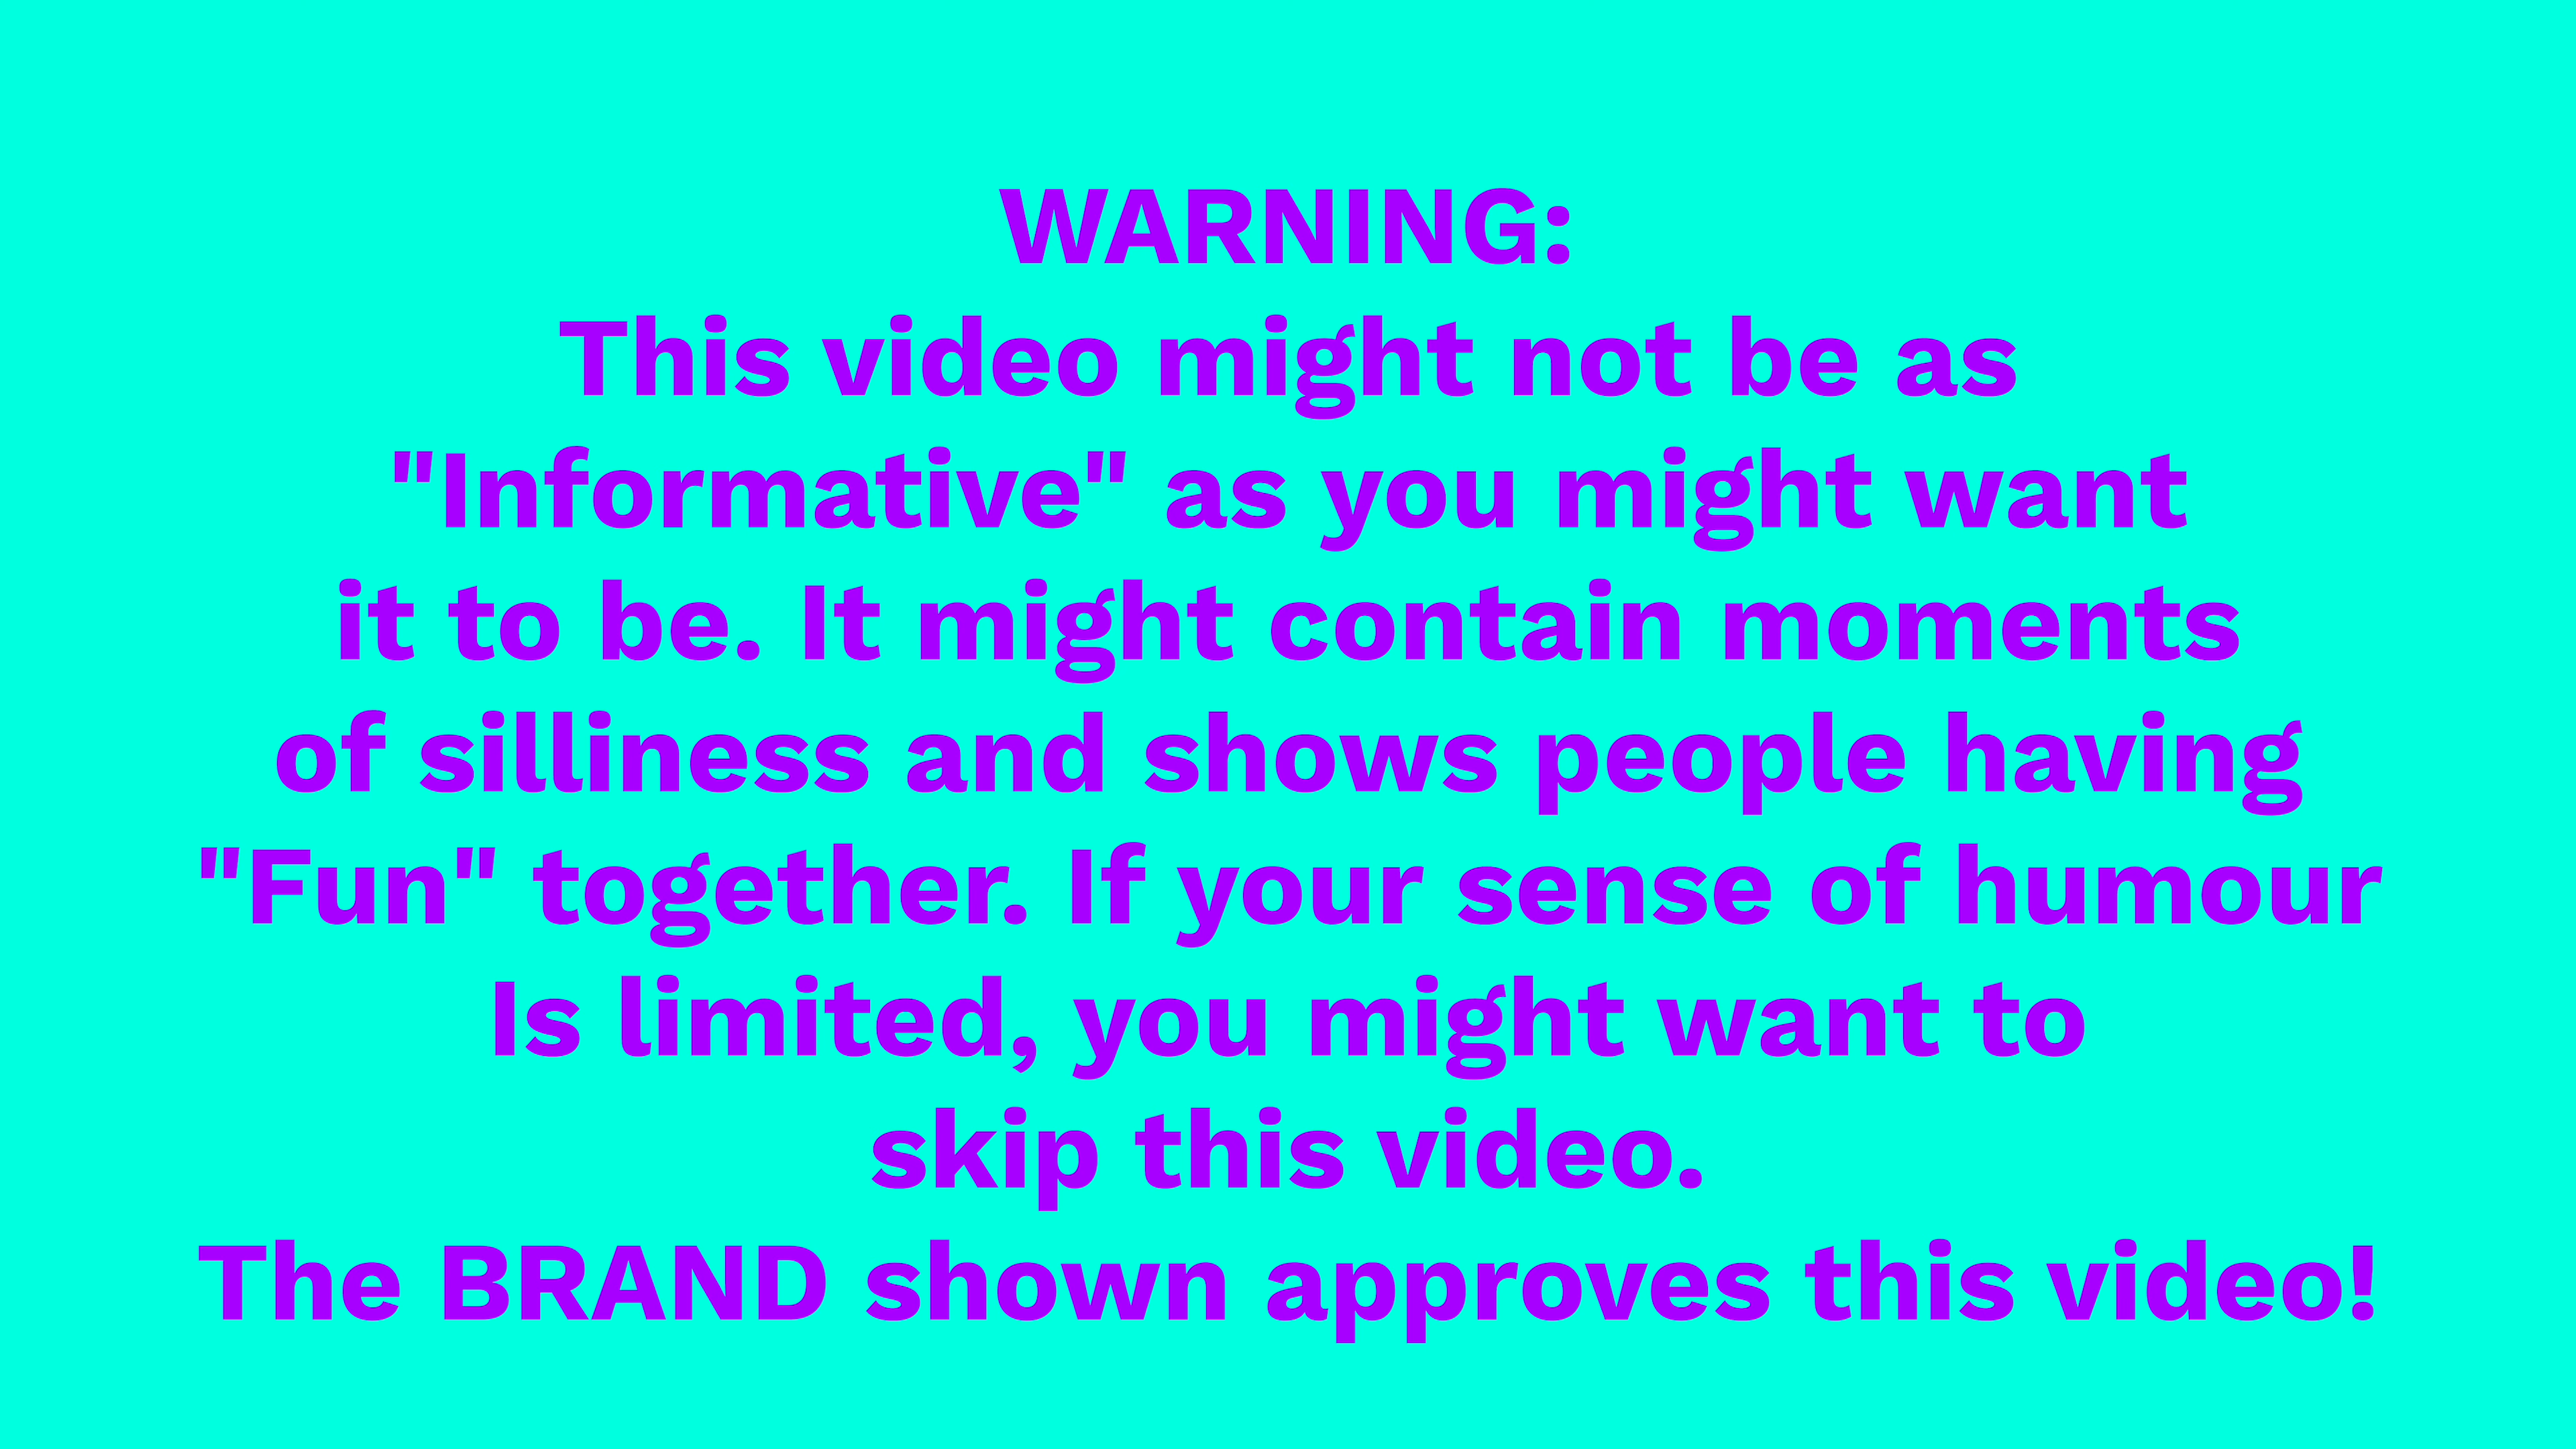 WARNING:
This video might not be as
"Informative" as you might want
it to be. It might contain moments
of silliness and shows people having
"Fun" together. If your sense of humour
Is limited, you might want to
skip this video.
The BRAND shown approves this video!